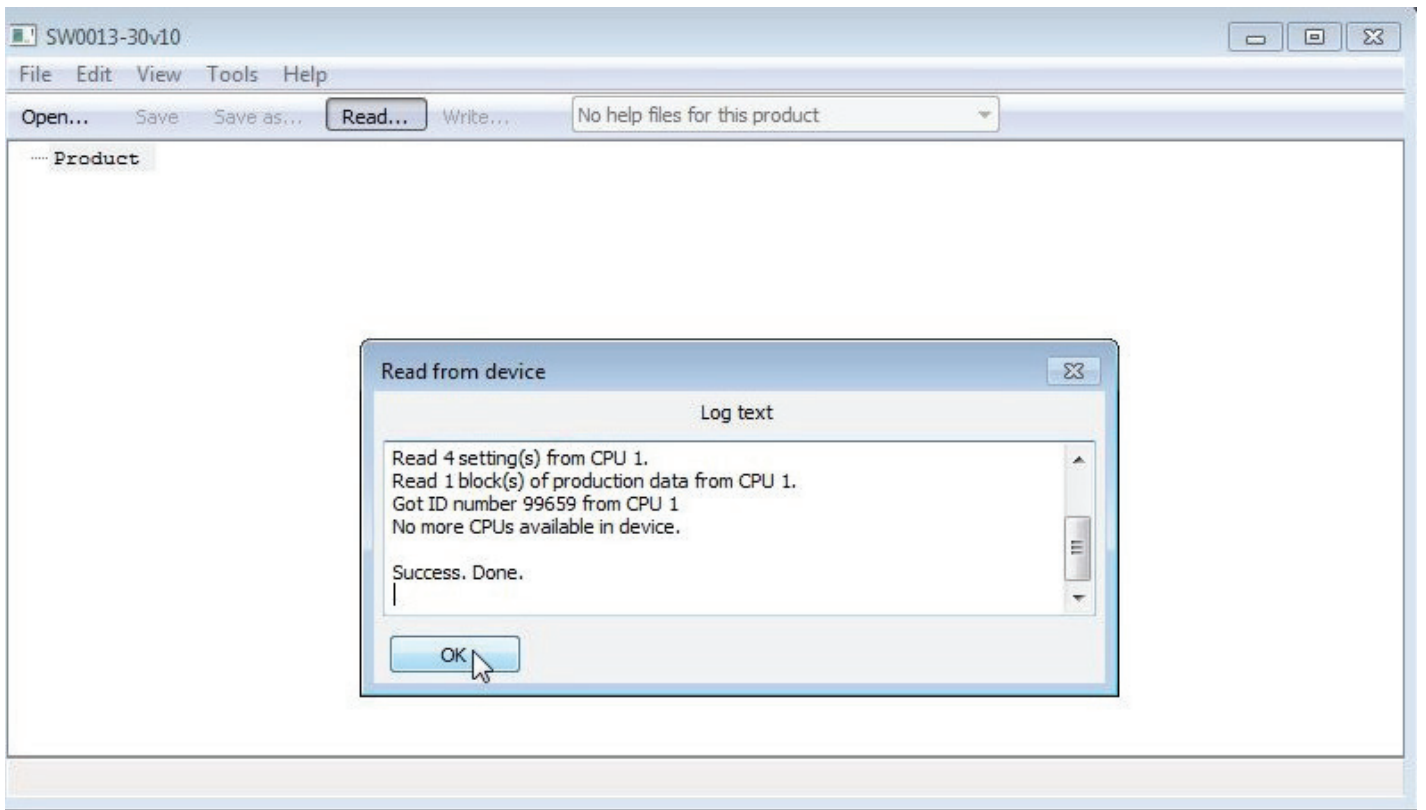 SW0013-30v10
File Edit View Tools Help
Open... Save Save as... Read... Write... No help files for this product
Product
Read from device
Log text
Read 4 setting(s) from CPU 1.
Read 1 block(s) of production data from CPU 1.
Got ID number 99659 from CPU 1
No more CPUs available in device.
Success. Done.
OK